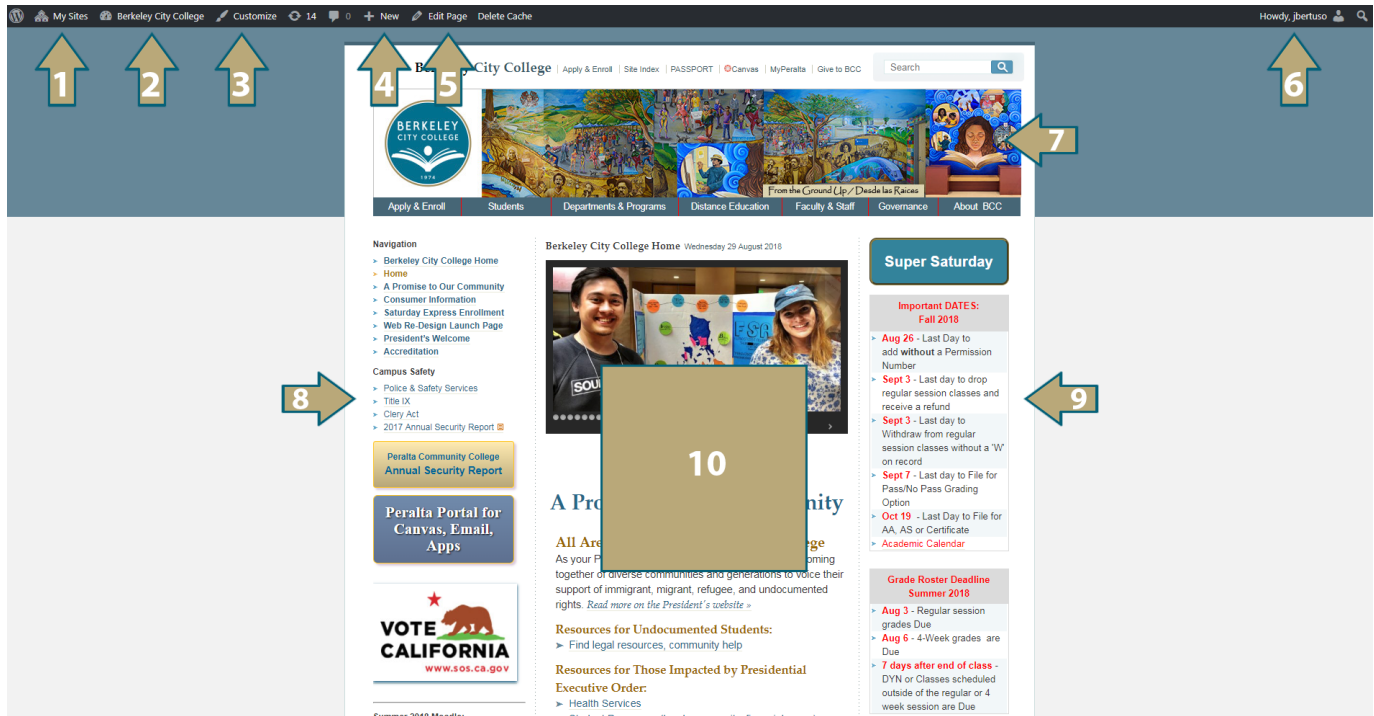 My Sites Berkeley City College Customize 14 0 New Edit Page Delete Cache Howdy, jbertuso
1 2 3 4 5 6
Berkeley City College | Apply & Enroll | Site Index | PASSPORT | Canvas | MyPeralta | Give to BCC Search
BERKELEY
CITY COLLEGE
1974
7
From the Ground Up / Desde las Raices
Apply & Enroll Students Departments & Programs Distance Education Faculty & Staff Governance About BCC
Navigation
Berkeley City College Home
Home
A Promise to Our Community
Consumer Information
Saturday Express Enrollment
Web Re-Design Launch Page
President's Welcome
Accreditation
Campus Safety
8
Police & Safety Services
Title IX
Clery Act
2017 Annual Security Report
Peralta Community College
Annual Security Report
Peralta Portal for
Canvas, Email,
Apps
VOTE
CALIFORNIA
www.sos.ca.gov
Summer 2018 Moodle:
Berkeley City College Home Wednesday 29 August 2018
FSA
SOU
10
A Pro nity
All Are ege
As your P oming
together of diverse communities and generations to voice their
support of immigrant, migrant, refugee, and undocumented
rights. Read more on the President´s website »
Resources for Undocumented Students:
➤ Find legal resources, community help
Resources for Those Impacted by Presidential
Executive Order:
➤ Health Services
Super Saturday
Important DATES:
Fall 2018
Aug 26 - Last Day to
add without a Permission
Number
Sept 3 - Last day to drop
regular session classes and
receive a refund
9
Sept 3 - Last day to
Withdraw from regular
session classes without a 'W'
on record
Sept 7 - Last day to File for
Pass/No Pass Grading
Option
Oct 19 - Last Day to File for
AA, AS or Certificate
Academic Calendar
Grade Roster Deadline
Summer 2018
Aug 3 - Regular session
grades Due
Aug 6 - 4-Week grades are
Due
7 days after end of class -
DYN or Classes scheduled
outside of the regular or 4
week session are Due